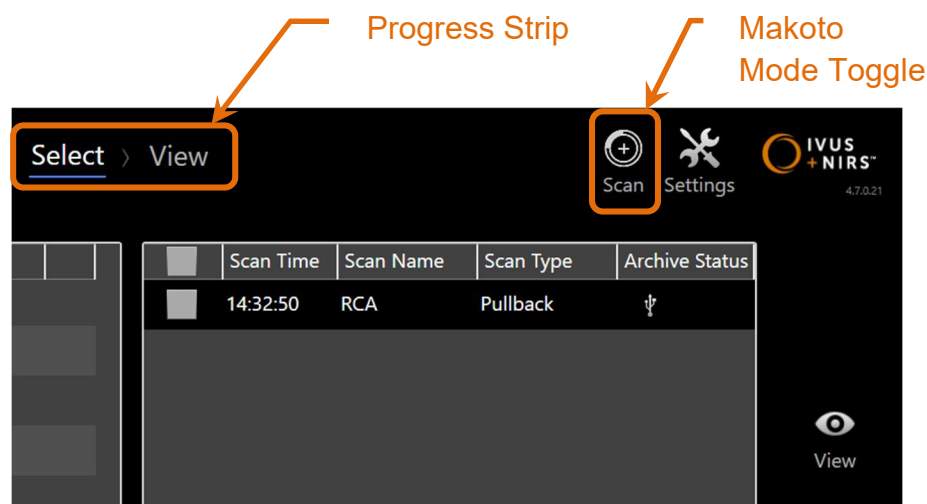 Progress Strip
Makoto
Mode Toggle
Select > View
Scan
Settings
IVUS
+NIRS™
4.7.0.21
Scan Time Scan Name Scan Type Archive Status
14:32:50 RCA Pullback
View